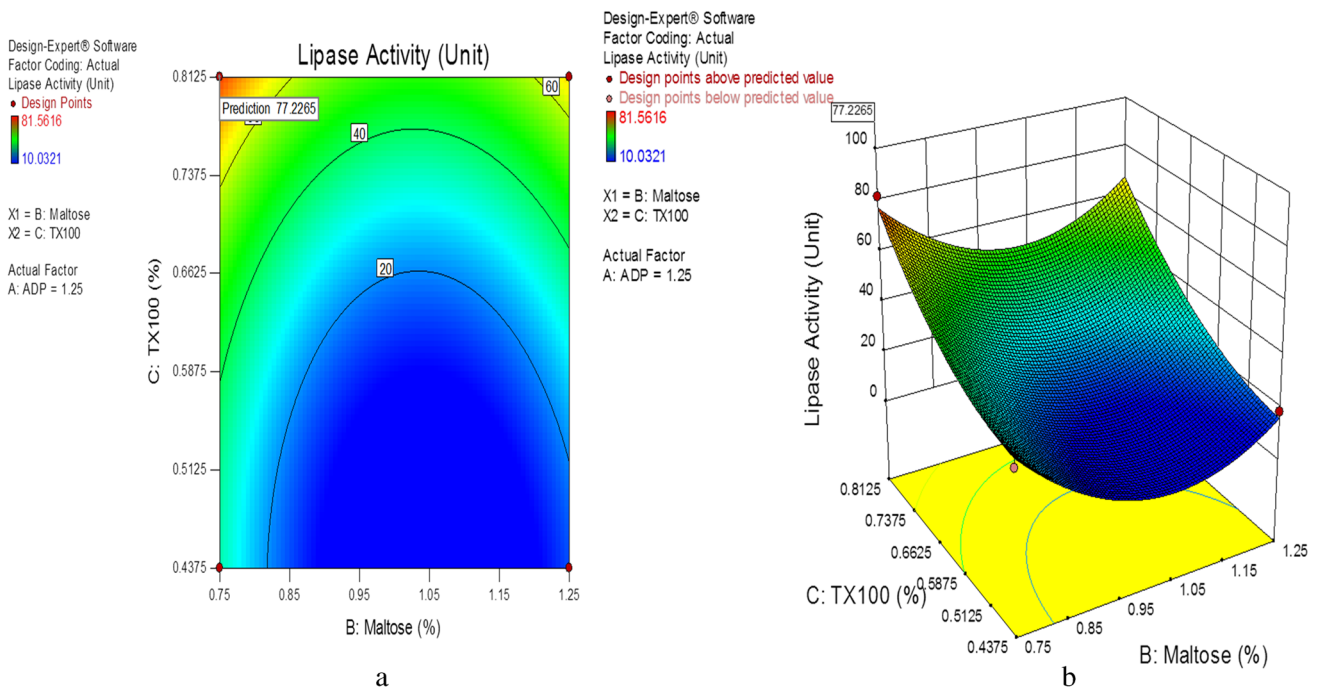 Design-Expert® Software
Factor Coding: Actual
Lipase Activity (Unit)
Design Points
81.5616
10.0321
X1 = B: Maltose
X2 = C: TX100
Actual Factor
A: ADP = 1.25
Lipase Activity (Unit)
0.8125
0.7375
0.6625
0.5875
0.5125
0.4375
C: TX100 (%)
60
Prediction 77.2265
40
20
0.75 0.85 0.95 1.05 1.15 1.25
B: Maltose (%)
a
Design-Expert® Software
Factor Coding: Actual
Lipase Activity (Unit)
Design points above predicted value
Design points below predicted value
81.5616
10.0321
X1 = B: Maltose
X2 = C: TX100
Actual Factor
A: ADP = 1.25
77.2265
100
80
60
40
20
0
Lipase Activity (Unit)
0.8125
0.7375
0.6625
0.5875
0.5125
0.4375
C: TX100 (%)
0.75
0.85
0.95
1.05
1.15
1.25
B: Maltose (%)
b